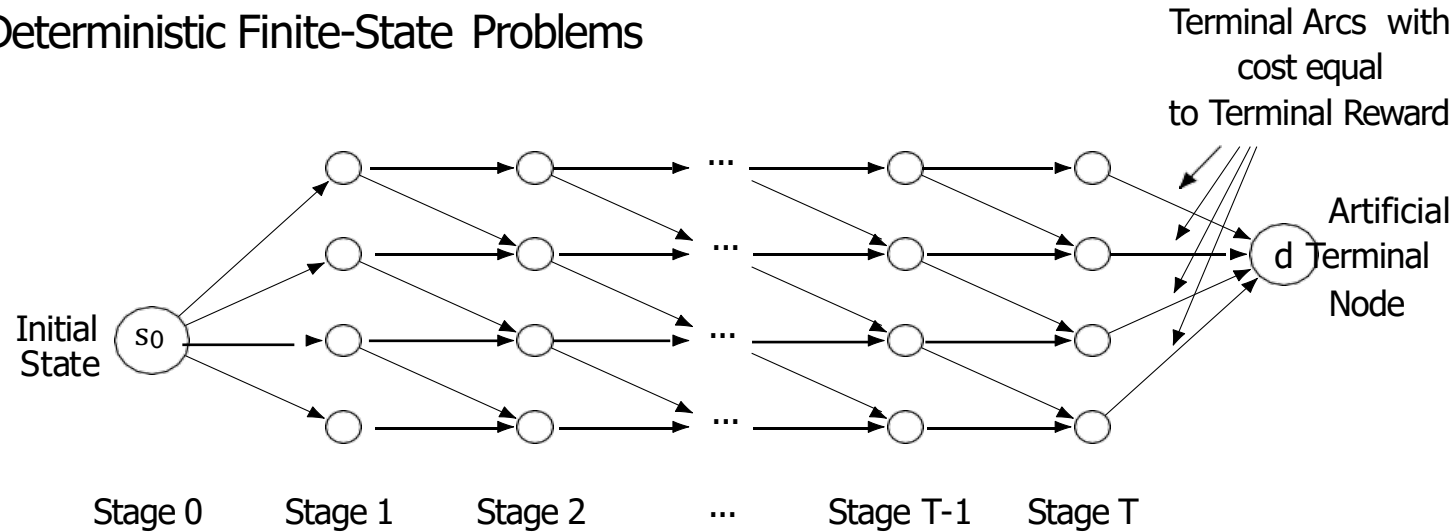 Deterministic Finite-State Problems
Terminal Arcs with
cost equal
to Terminal Reward
...
Artificial
...
d Terminal
Node
Initial
State
s0
...
...
Stage 0 Stage 1 Stage 2 ... Stage T-1 Stage T